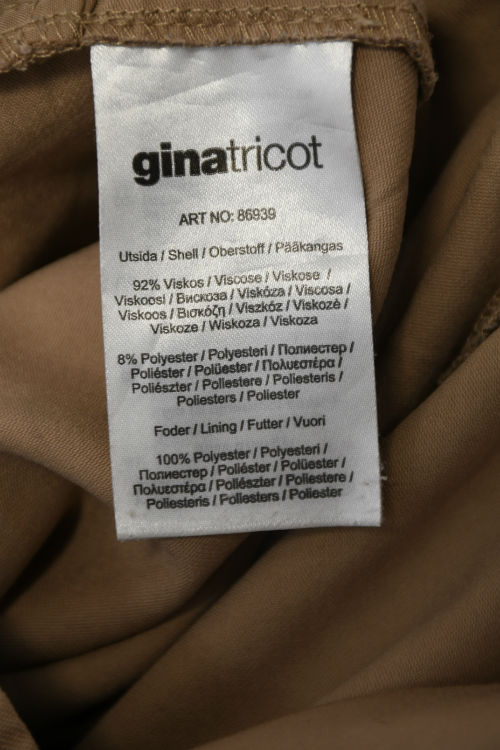 ginatricot
ART NO: 86939
Utsida / Shell / Oberstoff / Pääkangas
92% Viskos / Viscose / Viskose /
Viskoosi / Вискоза / Viskóza / Viscosa /
Viskoos / Βισκόζη / Viszkóz / Viskozė /
Viskoze / Wiskoza / Viskoza
8% Polyester / Polyesteri / Полиестер /
Poliéster / Polüester / Πολυεστέρα /
Poliészter / Poliestere / Poliesteris /
Poliesters / Poliester
Foder / Lining / Futter / Vuori
100% Polyester / Polyesteri /
Полиестер / Poliéster / Polüester /
Πολυεστέρα / Poliészter / Poliestere /
Poliesteris / Poliesters / Poliester